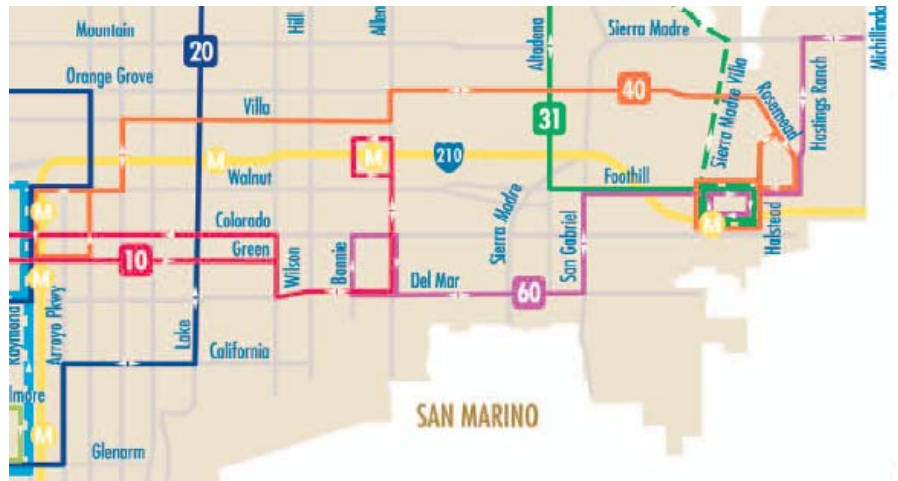 Mountain
Hill
Allen
Altadena
Sierra Madre
Michillinda
20
Orange Grove
Villa
40
Sierra Madre Villa
Rosemead
Hastings Ranch
31
M
M
210
Walnut
Foothill
M
Colorado
Green
10
Wilson
Bonnie
Sierra Madre
San Gabriel
M
Halstead
M
Del Mar
60
Raymond
Arroyo Pkwy
Lake
California
lmore
M
SAN MARINO
Glenarm